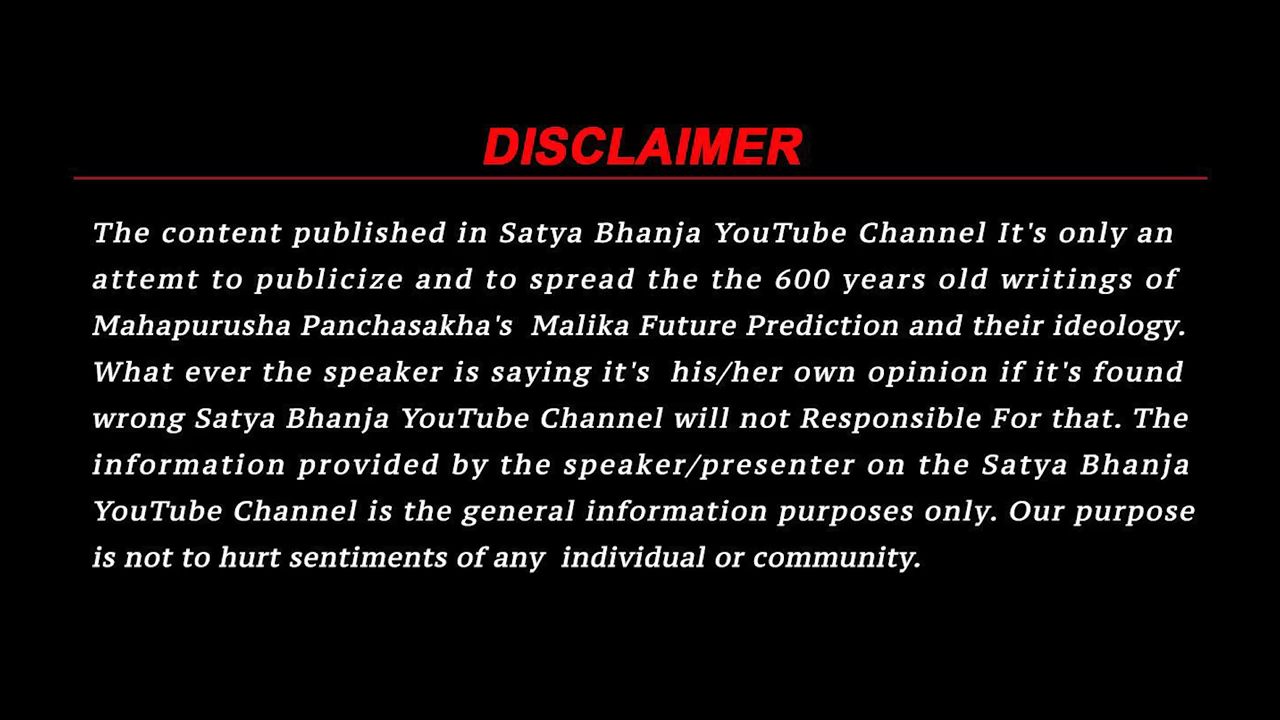 DISCLAIMER
The content published in Satya Bhanja YouTube Channel It's only an
attemt to publicize and to spread the the 600 years old writings of
Mahapurusha Panchasakha's Malika Future Prediction and their ideology.
What ever the speaker is saying it's his/her own opinion if it's found
wrong Satya Bhanja YouTube Channel will not Responsible For that. The
information provided by the speaker/presenter on the Satya Bhanja
YouTube Channel is the general information purposes only. Our purpose
is not to hurt sentiments of any individual or community.